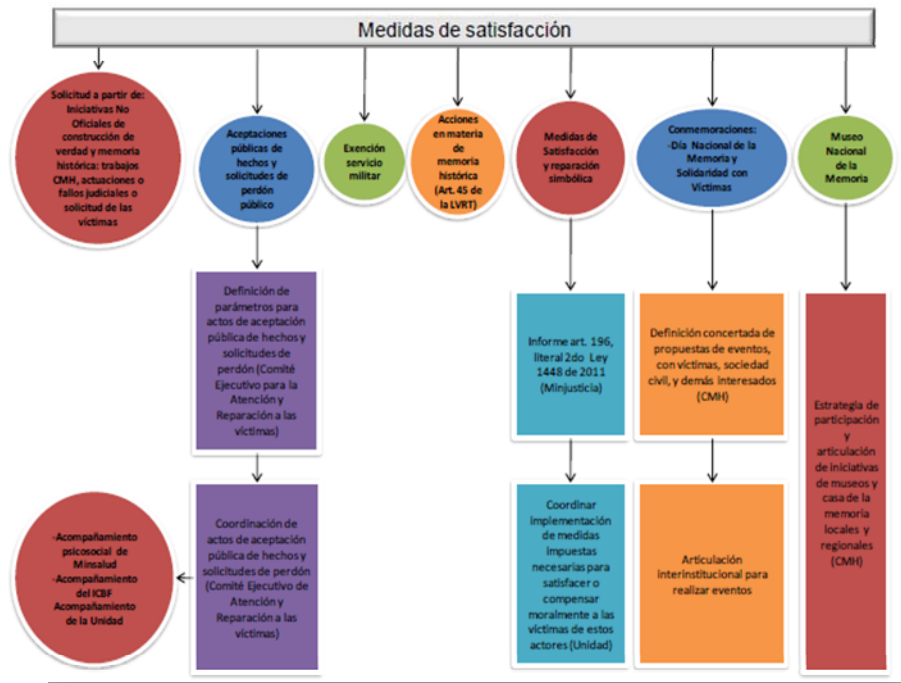 Medidas de satisfacción
Solicitud a partir de:
Iniciativas No
Oficiales de
construcción de
verdad y memoria
histórica: trabajos
CMH, actuaciones o
fallos judiciales o
solicitud de las
víctimas
Aceptaciones
públicas de
hechos y
solicitudes de
perdón
público
Exención
servicio
militar
Acciones
en materia
de
memoria
histórica
(Art. 45 de
la LVRT)
Medidas de
Satisfacción
y reparación
simbólica
Conmemoraciones:
-Día Nacional de la
Memoria y
Solidaridad con
Víctimas
Museo
Nacional
de la
Memoria
Definición de
parámetros para
actos de aceptación
pública de hechos y
solicitudes de
perdón (Comité
Ejecutivo para la
Atención y
Reparación a las
víctimas)
Informe art. 196,
literal 2do Ley
1448 de 2011
(Minjusticia)
Definición concertada de
propuestas de eventos,
con víctimas, sociedad
civil, y demás interesados
(CMH)
Estrategia de
participación
y
articulación
de iniciativas
de museos y
casa de la
memoria
locales y
regionales
(CMH)
-Acompañamiento
psicosocial de
Minsalud
-Acompañamiento
del ICBF
Acompañamiento
de la Unidad
Coordinación de
actos de aceptación
pública de hechos y
solicitudes de perdón
(Comité Ejecutivo de
Atención y
Reparación a las
víctimas)
Coordinar
implementación
de medidas
impuestas
necesarias para
satisfacer o
compensar
moralmente a las
víctimas de estos
actores (Unidad)
Articulación
interinstitucional para
realizar eventos